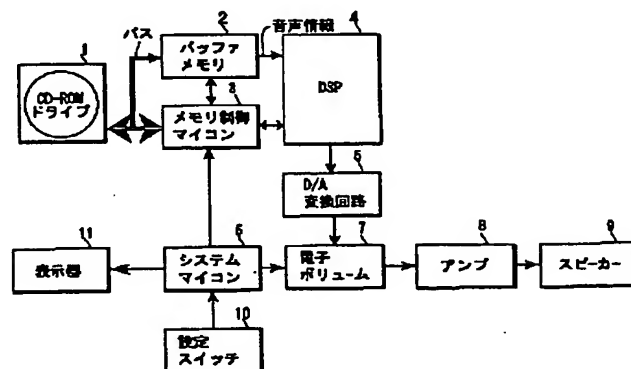 1
CD-ROM
ドライブ
バス
2
バッファ
メモリ
音声情報
4
DSP
3
メモリ制御
マイコン
5
D/A
変換回路
11
表示器
6
システム
マイコン
7
電子
ボリューム
8
アンプ
9
スピーカー
10
設定
スイッチ